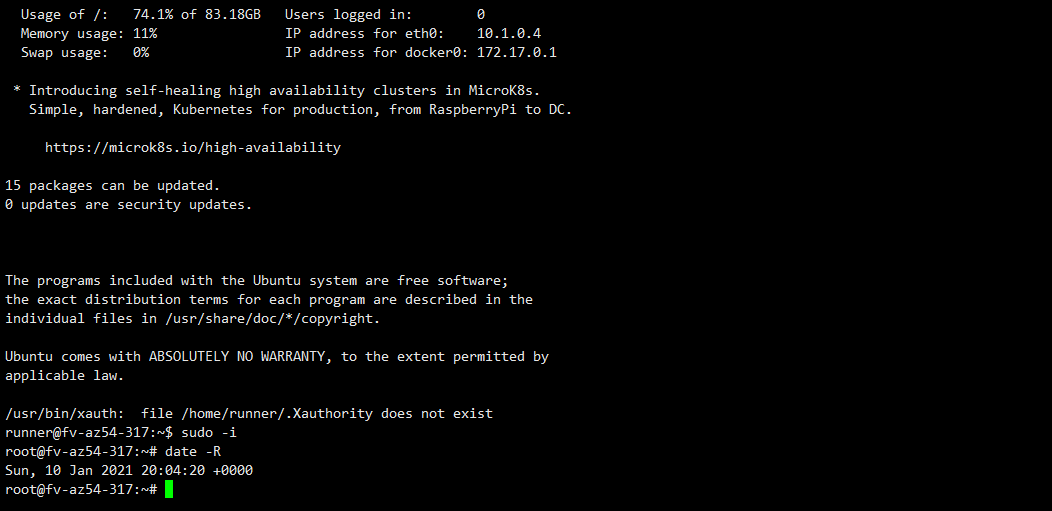 Usage of /:   74.1% of 83.18GB   Users logged in:        0
Memory usage: 11%                IP address for eth0:    10.1.0.4
Swap usage:   0%                 IP address for docker0: 172.17.0.1
* Introducing self-healing high availability clusters in MicroK8s.
Simple, hardened, Kubernetes for production, from RaspberryPi to DC.
https://microk8s.io/high-availability
15 packages can be updated.
0 updates are security updates.
The programs included with the Ubuntu system are free software;
the exact distribution terms for each program are described in the
individual files in /usr/share/doc/*/copyright.
Ubuntu comes with ABSOLUTELY NO WARRANTY, to the extent permitted by
applicable law.
/usr/bin/xauth:  file /home/runner/.Xauthority does not exist
runner@fv-az54-317:~$ sudo -i
root@fv-az54-317:~# date -R
Sun, 10 Jan 2021 20:04:20 +0000
root@fv-az54-317:~#